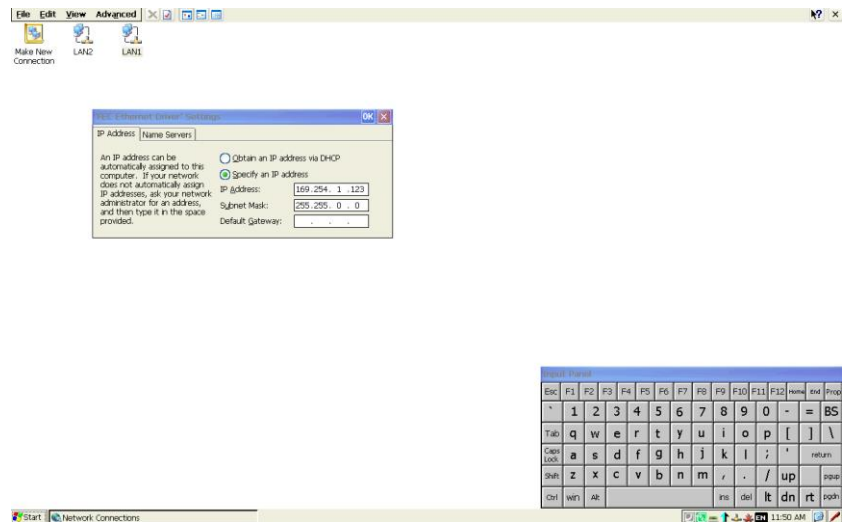 File Edit View Advanced
Make New Connection
LAN2
LAN1
FEC Ethernet Driver' Settings OK
IP Address Name Servers
An IP address can be
automatically assigned to this
computer. If your network
does not automatically assign
IP addresses, ask your network
administrator for an address,
and then type it in the space
provided.
Obtain an IP address via DHCP
Specify an IP address
IP Address: 169.254. 1 .123
Subnet Mask: 255.255. 0 . 0
Default Gateway: . . .
Input Panel
Esc F1 F2 F3 F4 F5 F6 F7 F8 F9 F10 F11 F12 Home End Prop
` 1 2 3 4 5 6 7 8 9 0 - = BS
Tab q w e r t y u i o p [ ] \
Caps Lock a s d f g h j k l ; ' return
Shift z x c v b n m , . / up pgup
Ctrl win Alt ins del lt dn rt pgdn
Start Network Connections EN 11:50 AM